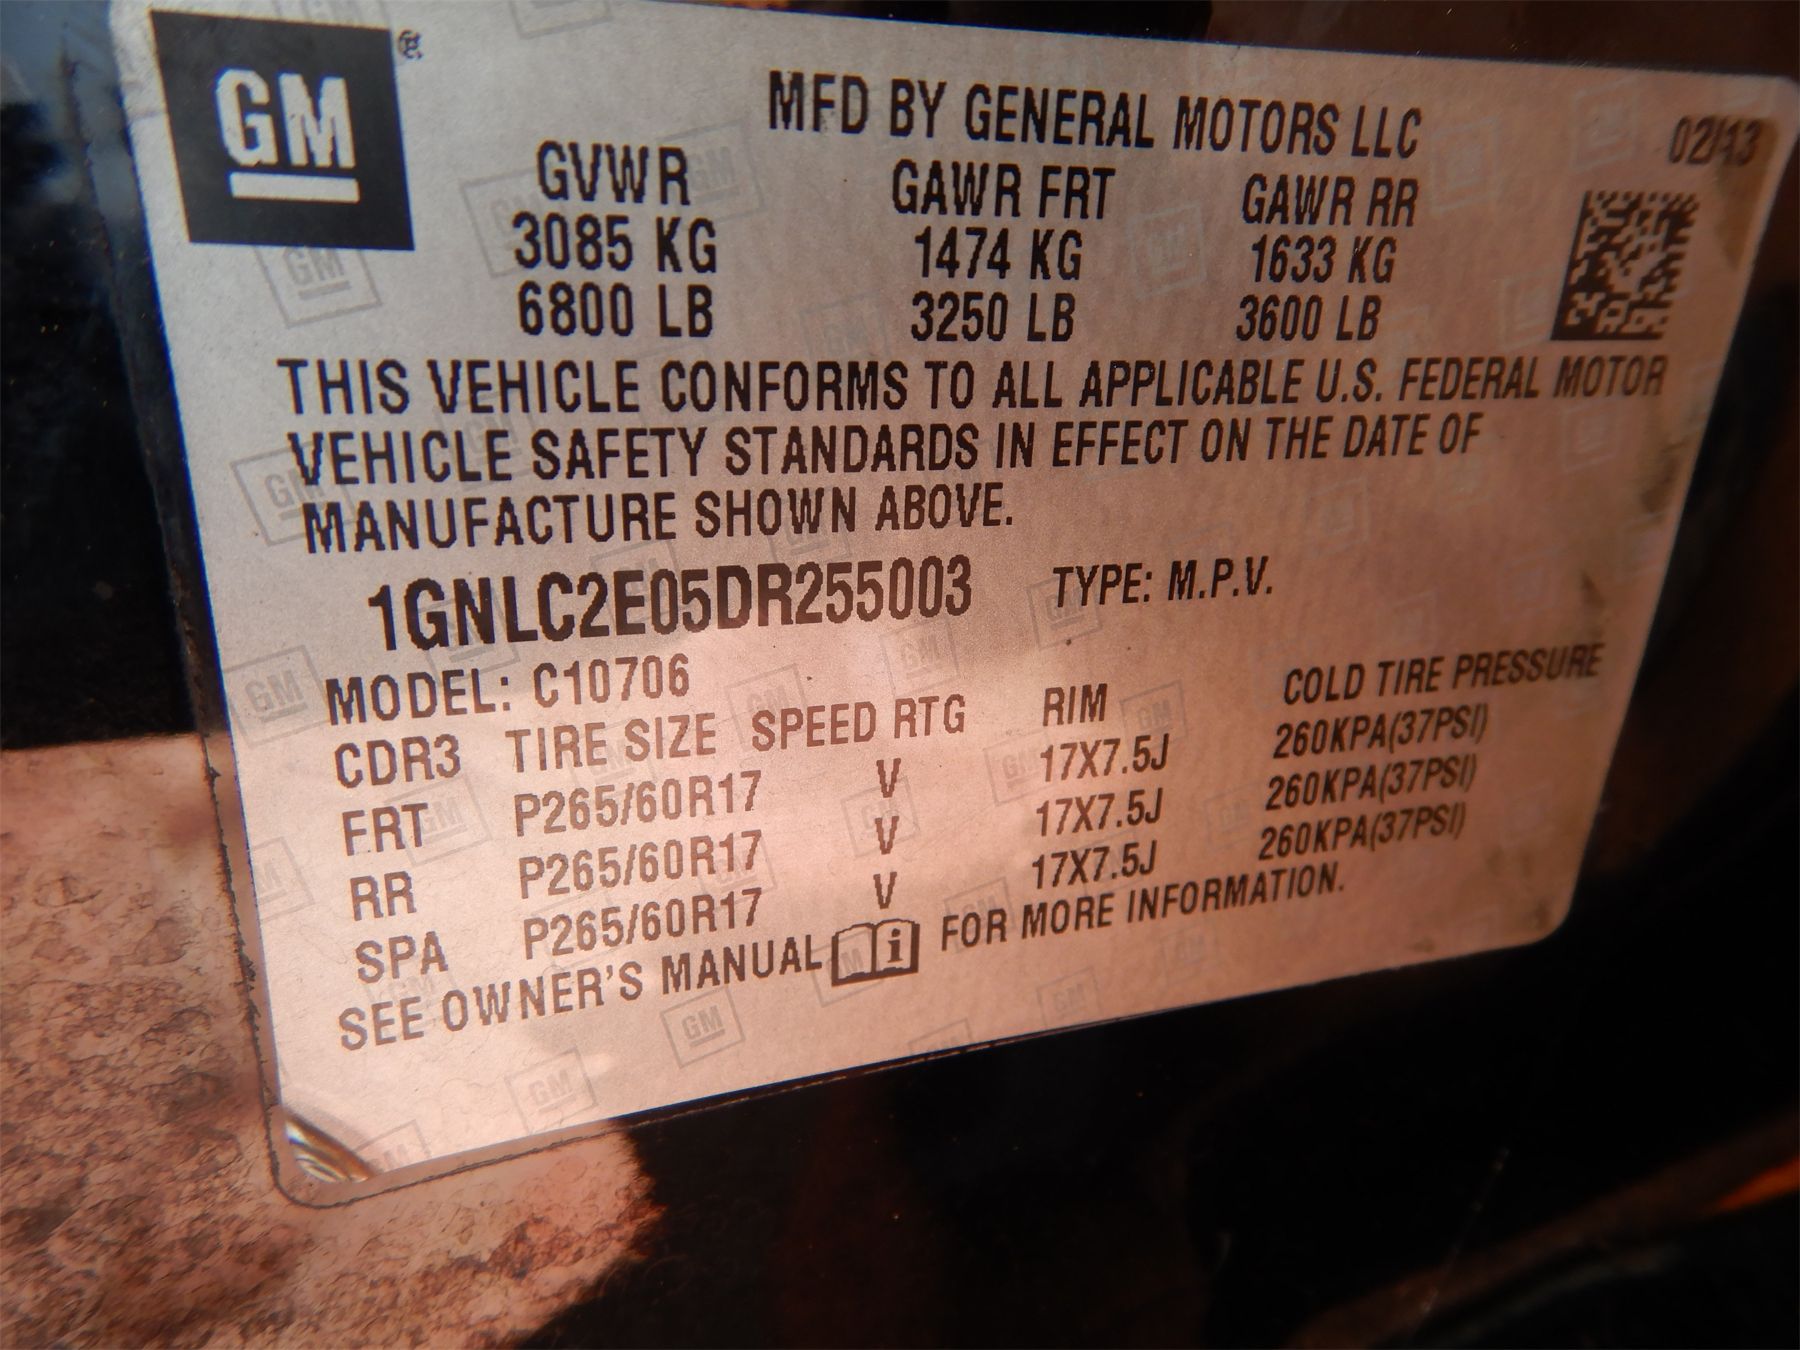 GM
MFD BY GENERAL MOTORS LLC
02/13
GVWR GAWR FRT GAWR RR
3085 KG 1474 KG 1633 KG
6800 LB 3250 LB 3600 LB
THIS VEHICLE CONFORMS TO ALL APPLICABLE U.S. FEDERAL MOTOR
VEHICLE SAFETY STANDARDS IN EFFECT ON THE DATE OF
MANUFACTURE SHOWN ABOVE.
1GNLC2E05DR255003 TYPE: M.P.V.
MODEL: C10706
CDR3 TIRE SIZE SPEED RTG RIM COLD TIRE PRESSURE
FRT P265/60R17 V 17X7.5J 260KPA(37PSI)
RR P265/60R17 V 17X7.5J 260KPA(37PSI)
SPA P265/60R17 V 17X7.5J 260KPA(37PSI)
SEE OWNER'S MANUAL i FOR MORE INFORMATION.